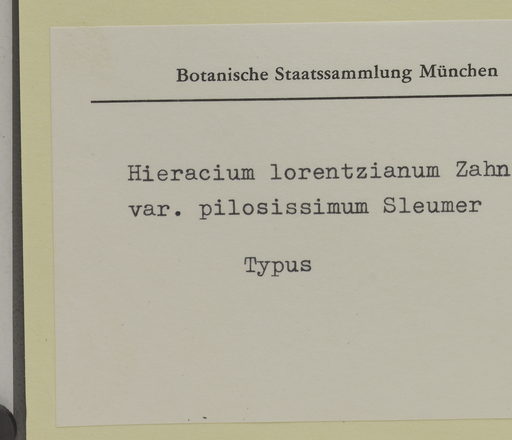 Botanische Staatssammlung München
Hieracium lorentzianum Zahn
var. pilosissimum Sleumer
Typus